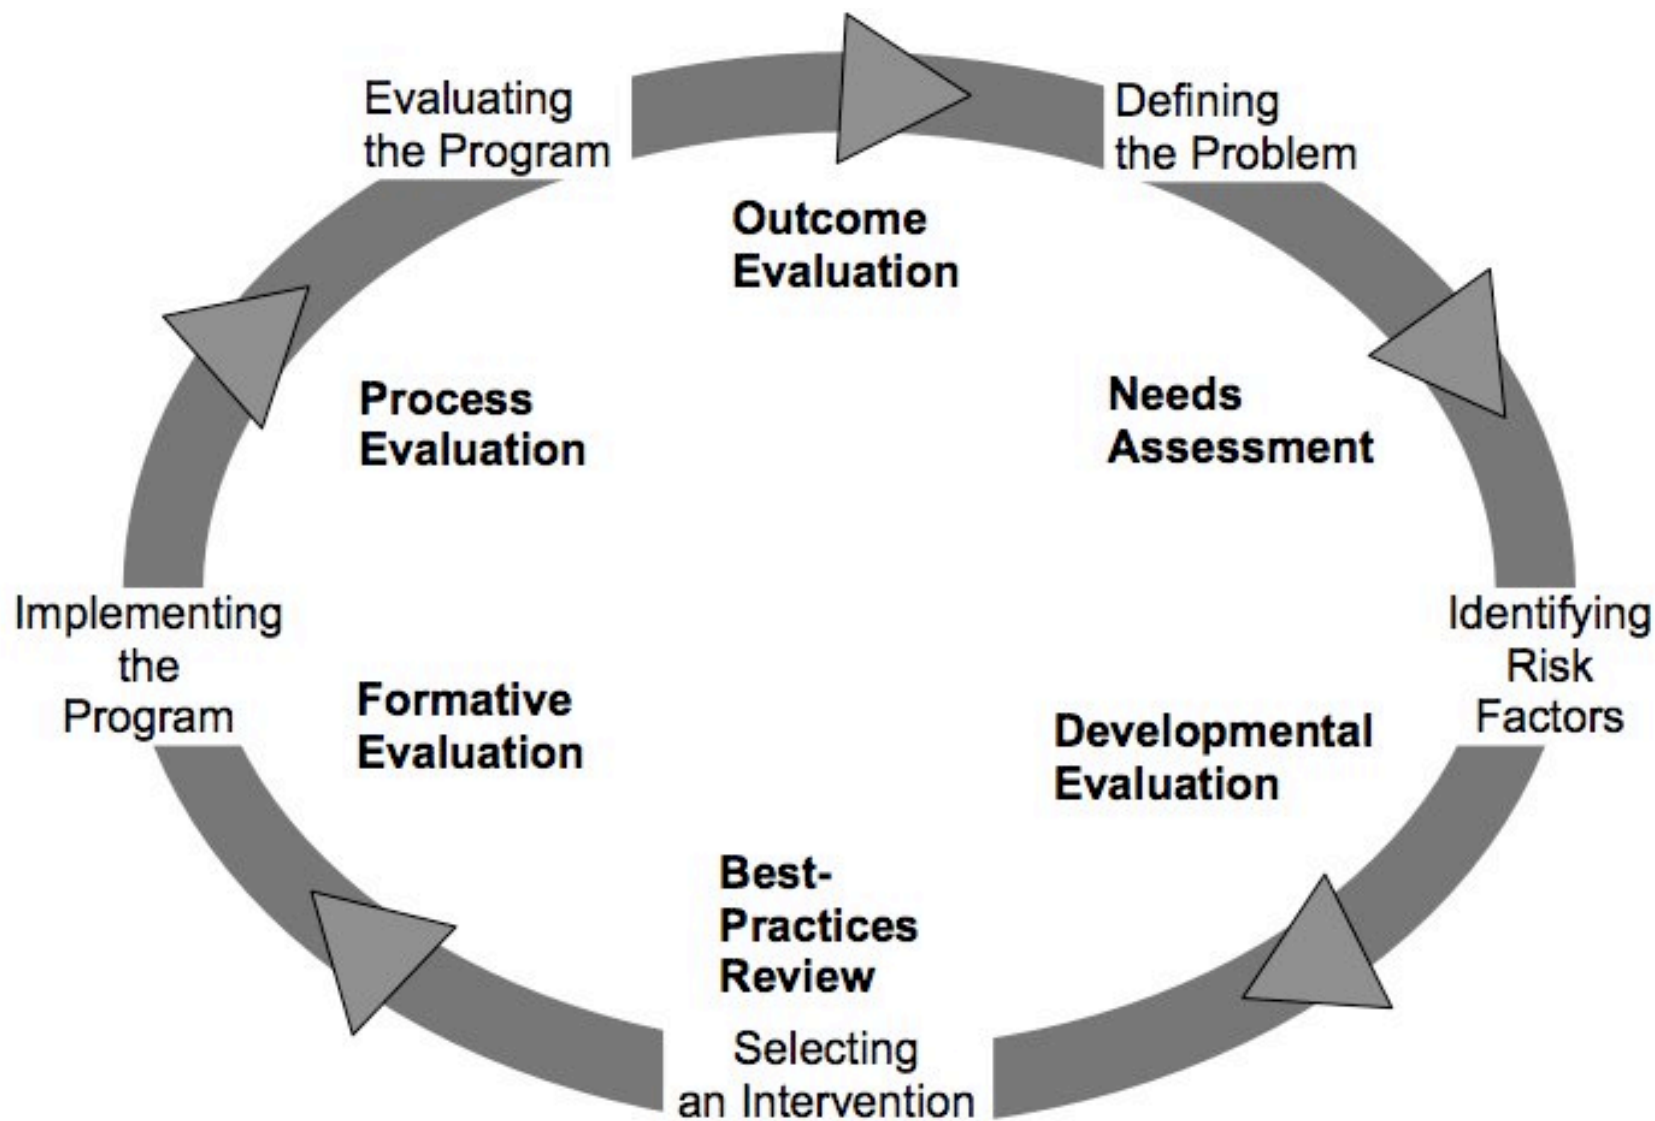 Evaluating
the Program
Defining
the Problem
Outcome
Evaluation
Process
Evaluation
Needs
Assessment
Implementing
the
Program
Identifying
Risk
Factors
Formative
Evaluation
Developmental
Evaluation
Best-
Practices
Review
Selecting
an Intervention